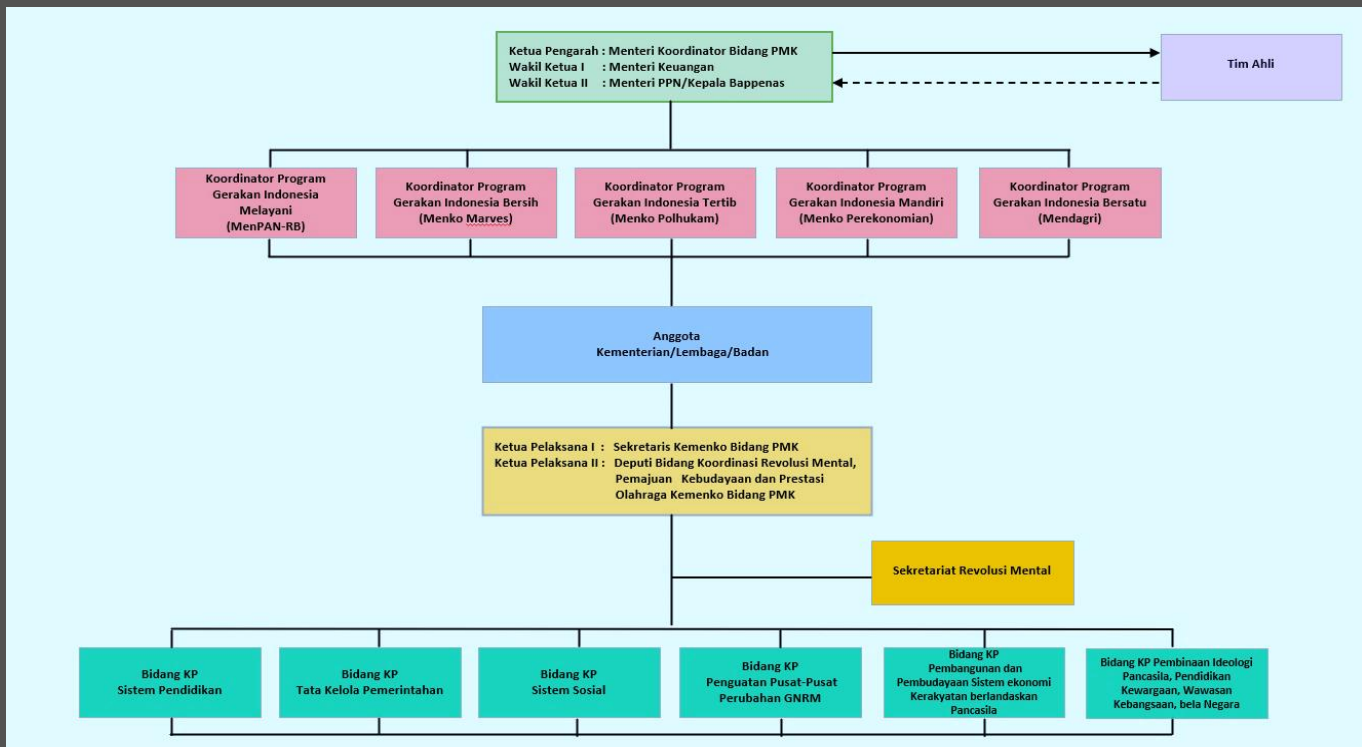 Ketua Pengarah : Menteri Koordinator Bidang PMK
Wakil Ketua I : Menteri Keuangan
Wakil Ketua II : Menteri PPN/Kepala Bappenas
Tim Ahli
Koordinator Program
Gerakan Indonesia
Melayani
(MenPAN-RB)
Koordinator Program
Gerakan Indonesia Bersih
(Menko Marves)
Koordinator Program
Gerakan Indonesia Tertib
(Menko Polhukam)
Koordinator Program
Gerakan Indonesia Mandiri
(Menko Perekonomian)
Koordinator Program
Gerakan Indonesia Bersatu
(Mendagri)
Anggota
Kementerian/Lembaga/Badan
Ketua Pelaksana I : Sekretaris Kemenko Bidang PMK
Ketua Pelaksana II : Deputi Bidang Koordinasi Revolusi Mental,
Pemajuan Kebudayaan dan Prestasi
Olahraga Kemenko Bidang PMK
Sekretariat Revolusi Mental
Bidang KP
Sistem Pendidikan
Bidang KP
Tata Kelola Pemerintahan
Bidang KP
Sistem Sosial
Bidang KP
Penguatan Pusat-Pusat
Perubahan GNRM
Bidang KP
Pembangunan dan
Pembudayaan Sistem ekonomi
Kerakyatan berlandaskan
Pancasila
Bidang KP Pembinaan Ideologi
Pancasila, Pendidikan
Kewargaan, Wawasan
Kebangsaan, bela Negara